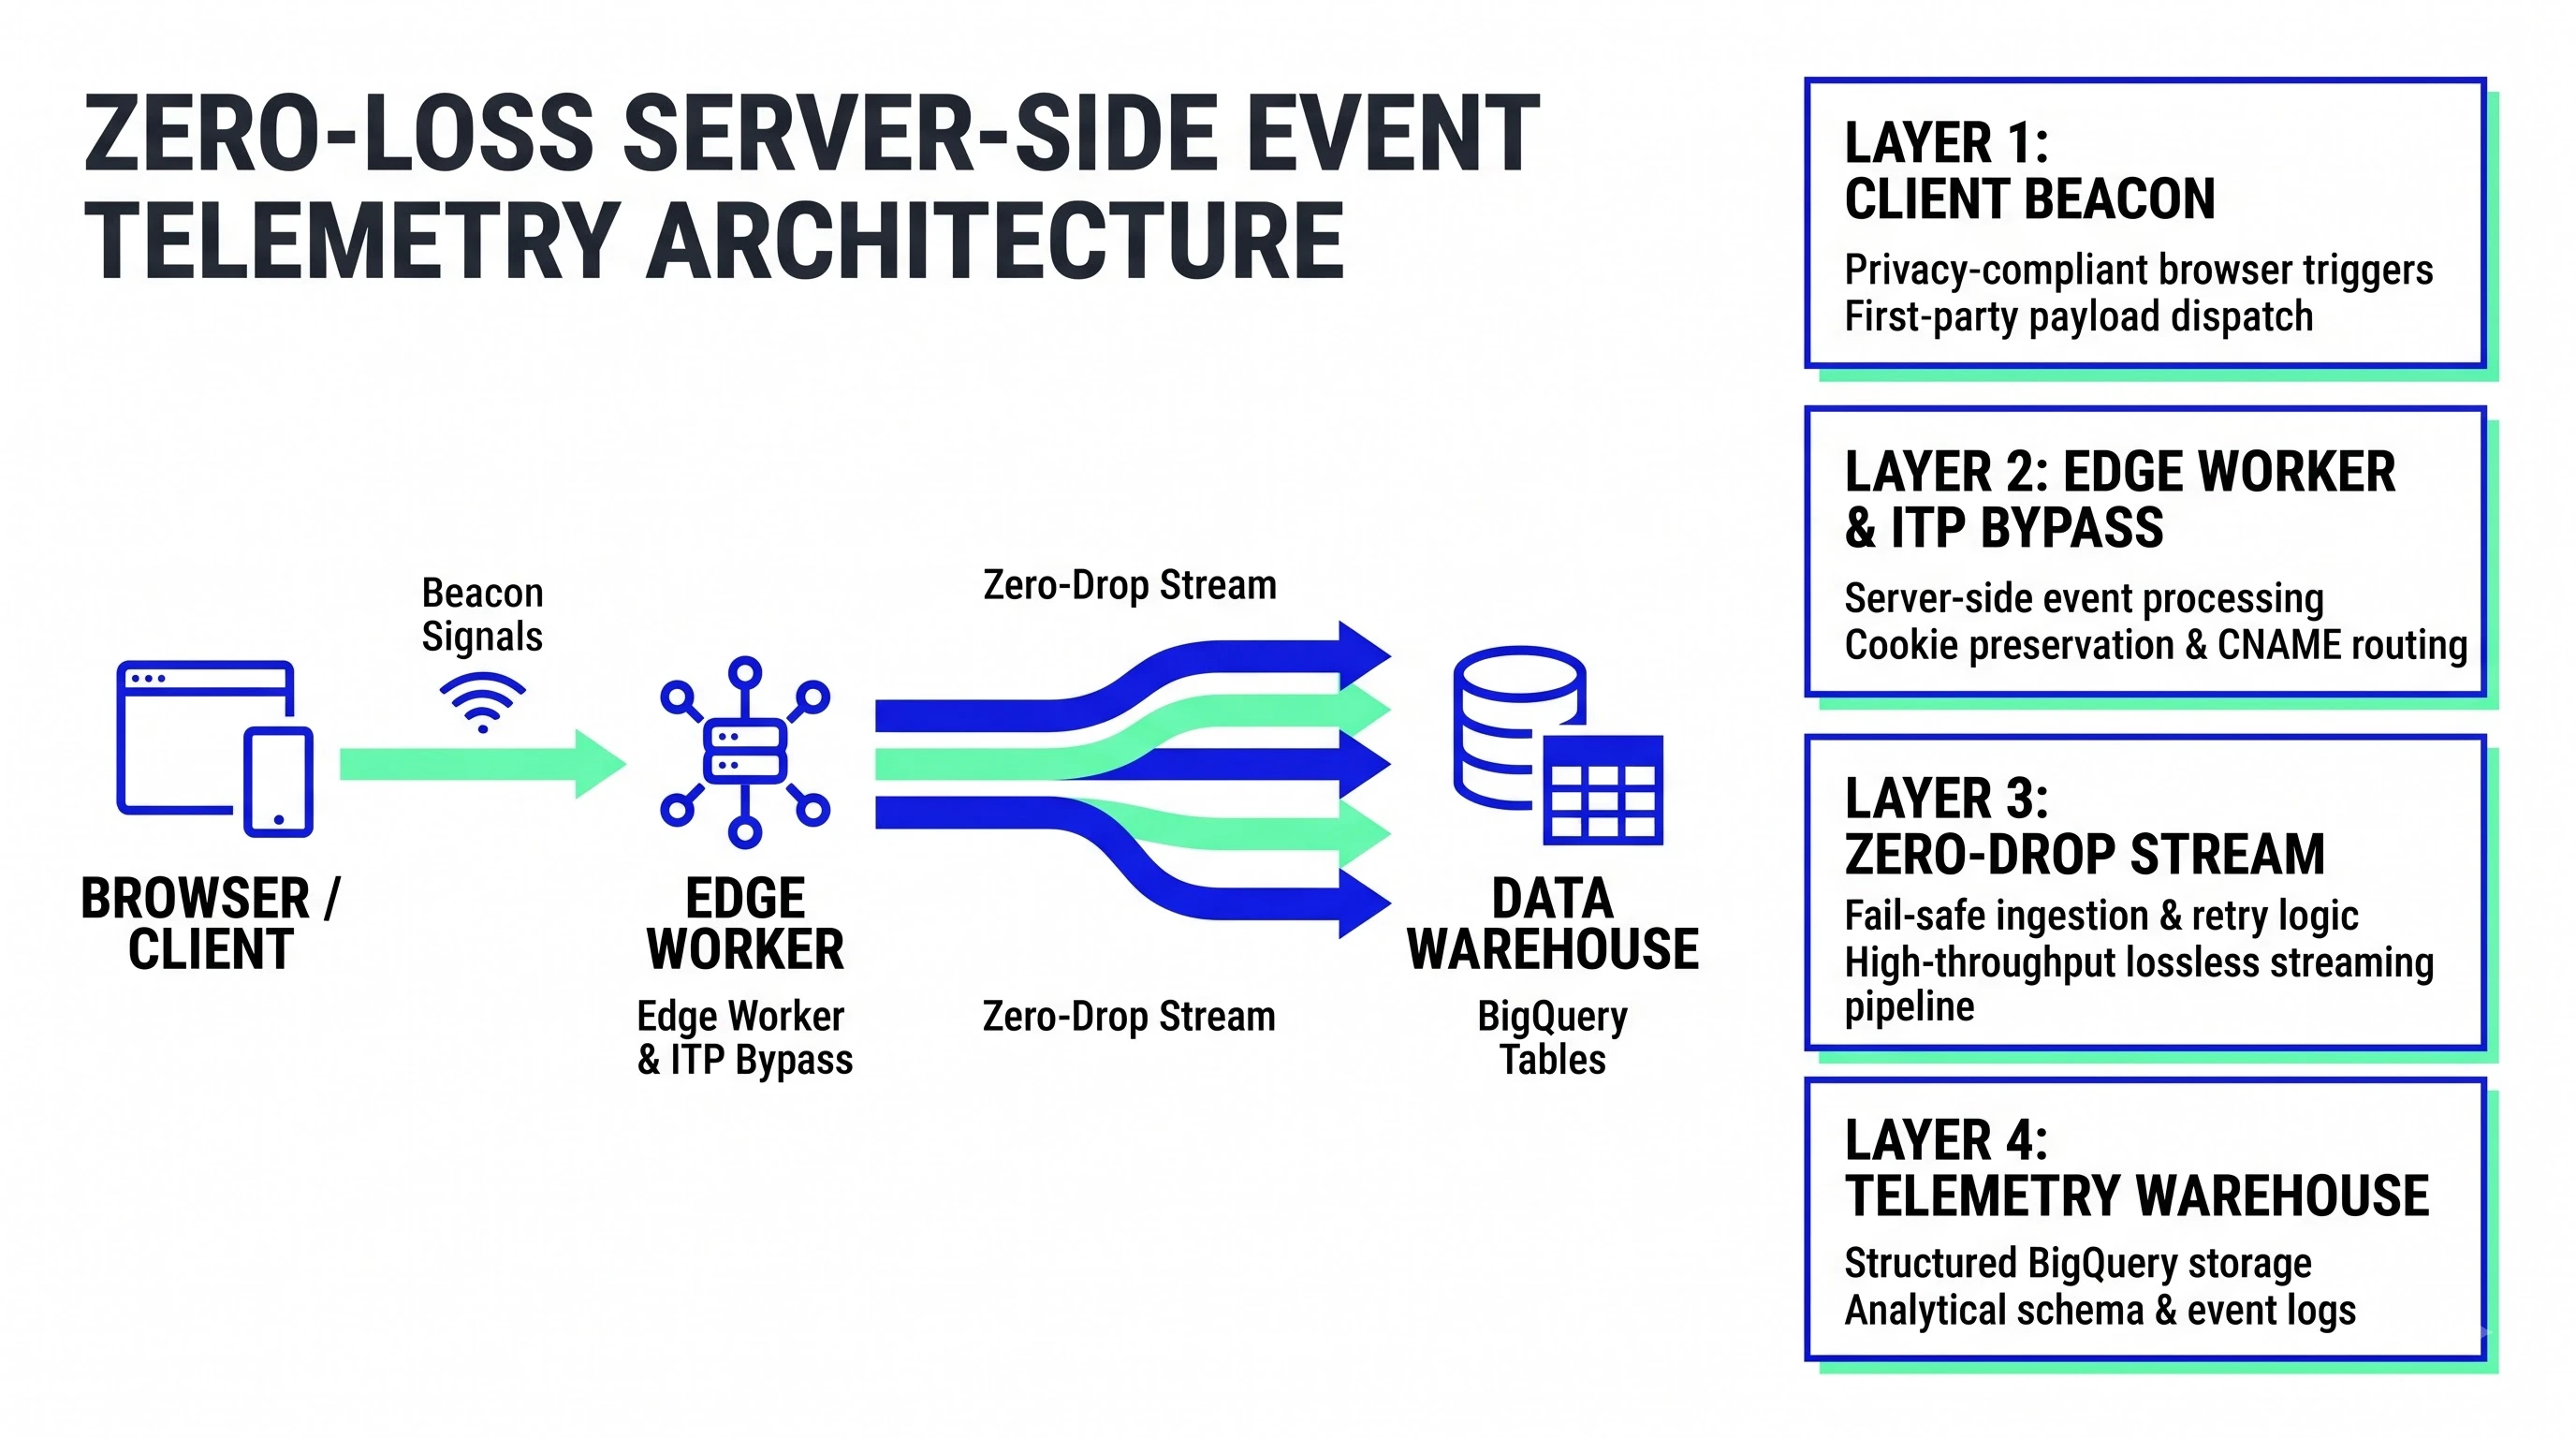 ZERO-LOSS SERVER-SIDE EVENT
TELEMETRY ARCHITECTURE
Beacon
Signals
BROWSER /
CLIENT
EDGE
WORKER
Edge Worker
& ITP Bypass
Zero-Drop Stream
Zero-Drop Stream
DATA
WAREHOUSE
BigQuery
Tables
LAYER 1:
CLIENT BEACON
Privacy-compliant browser triggers
First-party payload dispatch
LAYER 2: EDGE WORKER
& ITP BYPASS
Server-side event processing
Cookie preservation & CNAME routing
LAYER 3:
ZERO-DROP STREAM
Fail-safe ingestion & retry logic
High-throughput lossless streaming
pipeline
LAYER 4:
TELEMETRY WAREHOUSE
Structured BigQuery storage
Analytical schema & event logs